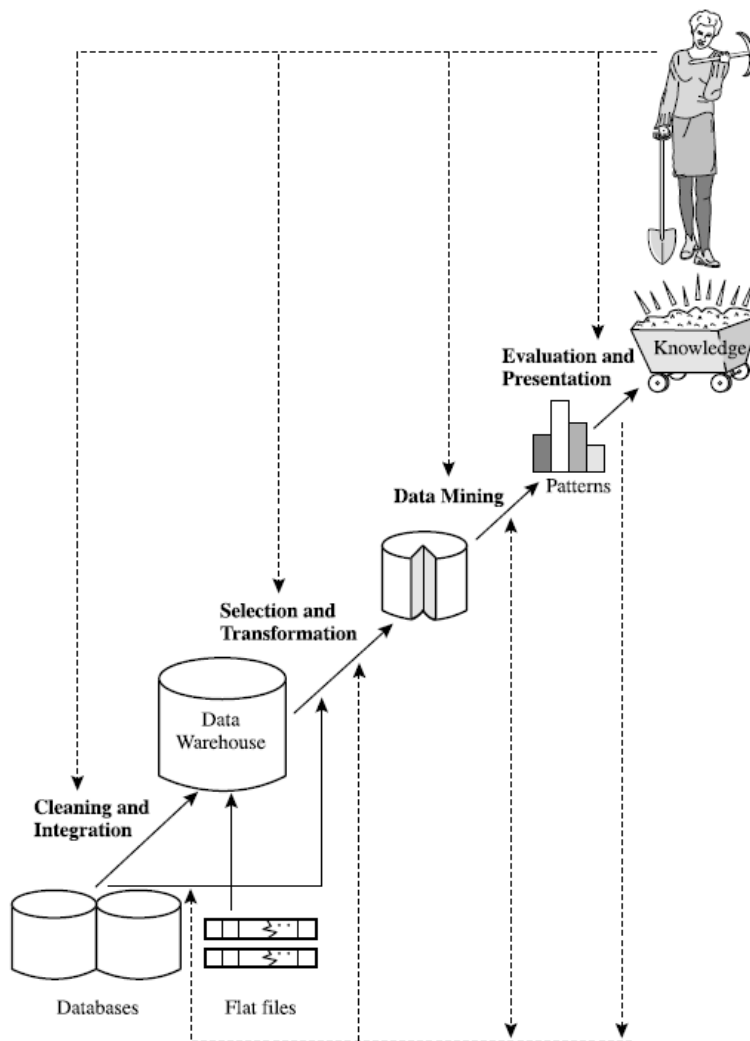 Knowledge
Evaluation and
Presentation
Patterns
Data Mining
Selection and
Transformation
Data
Warehouse
Cleaning and
Integration
Databases
Flat files